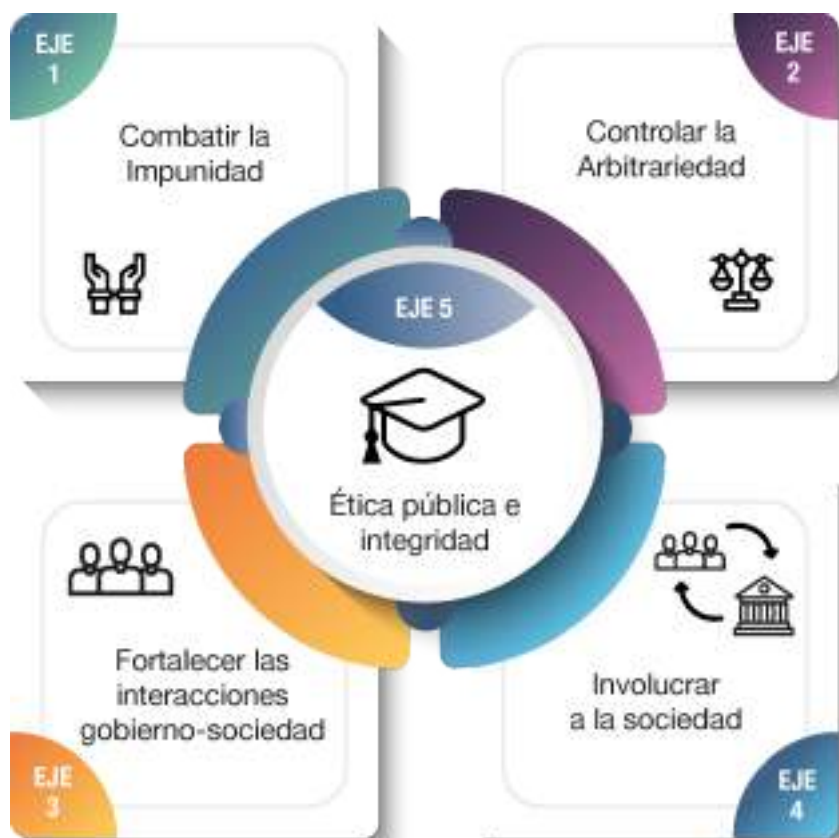 EJE
1
Combatir la
Impunidad
EJE
2
Controlar la
Arbitrariedad
EJE 5
Ética pública e
integridad
Fortalecer las
interacciones
gobierno-sociedad
EJE
3
Involucrar
a la sociedad
EJE
4